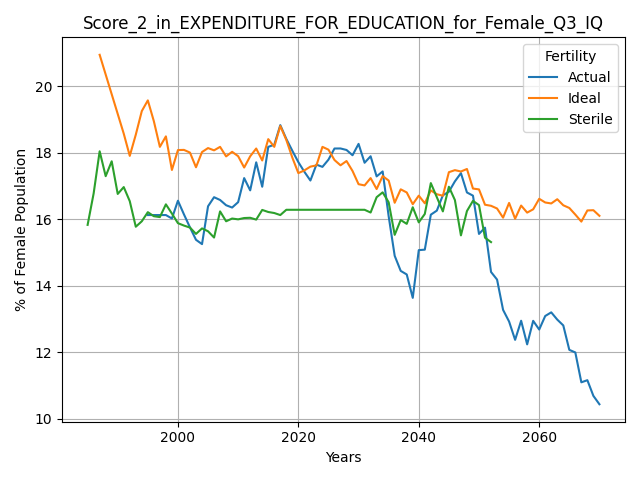 Score_2_in_EXPENDITURE_FOR_EDUCATION_for_Female_Q3_IQ
Fertility
Actual
Ideal
Sterile
% of Female Population
20
18
16
14
12
10
2000
2020
2040
2060
Years